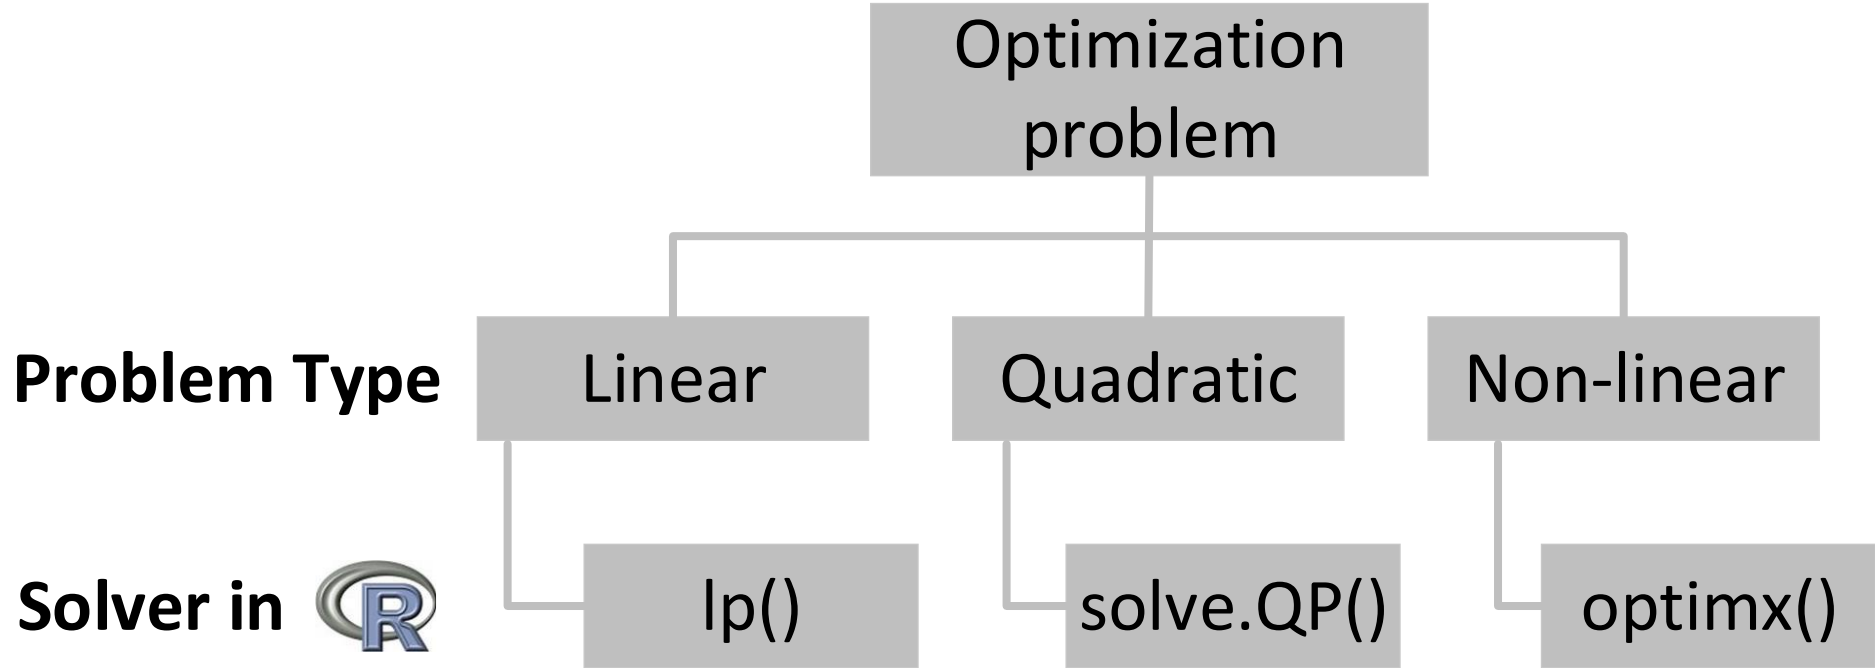 Optimization
problem
Problem Type
Linear
Quadratic
Non-linear
Solver in R
lp()
solve.QP()
optimx()